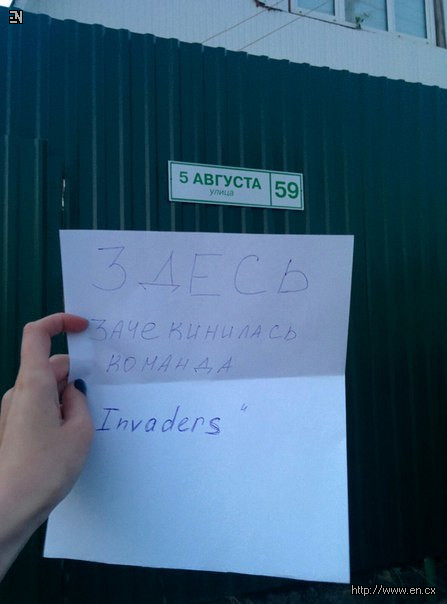 EN
5 АВГУСТА 59
улица
ЗДЕСЬ
ЗАЧЕКИНИЛАСЬ
КОМАНДА
Invaders"
http://www.en.cx